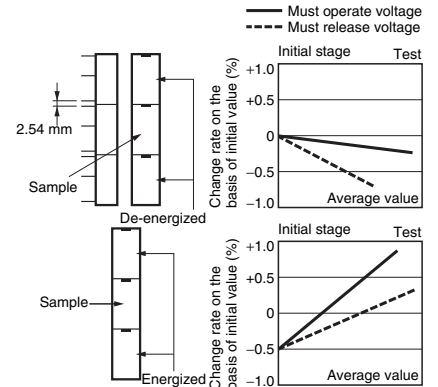 Must operate voltage
Must release voltage
2.54 mm
Sample
De-energized
Change rate on the
basis of initial value (%)
Initial stage
Test
+1.0
+0.5
0
−0.5
−1.0
Average value
Sample
Energized
Change rate on the
basis of initial value (%)
Initial stage
Test
+1.0
+0.5
0
−0.5
−1.0
Average value